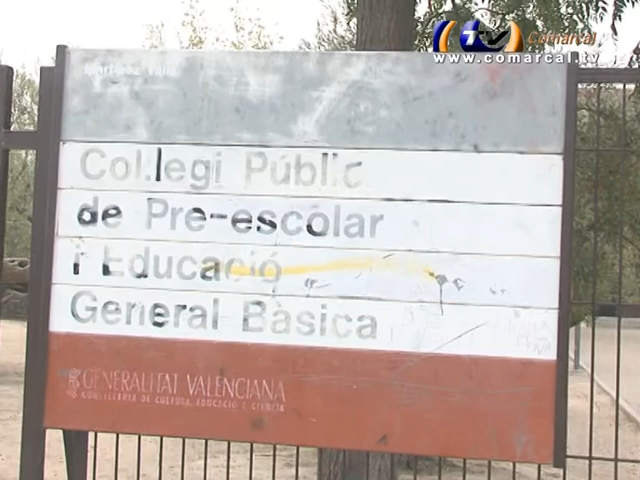 TV Comarcal
www.comarcal.tv
Col.legi Públic
de Pre-escolar
i Educació
General Bàsica
GENERALITAT VALENCIANA
CONSELLERIA DE CULTURA, EDUCACIÓ I CIÈNCIA